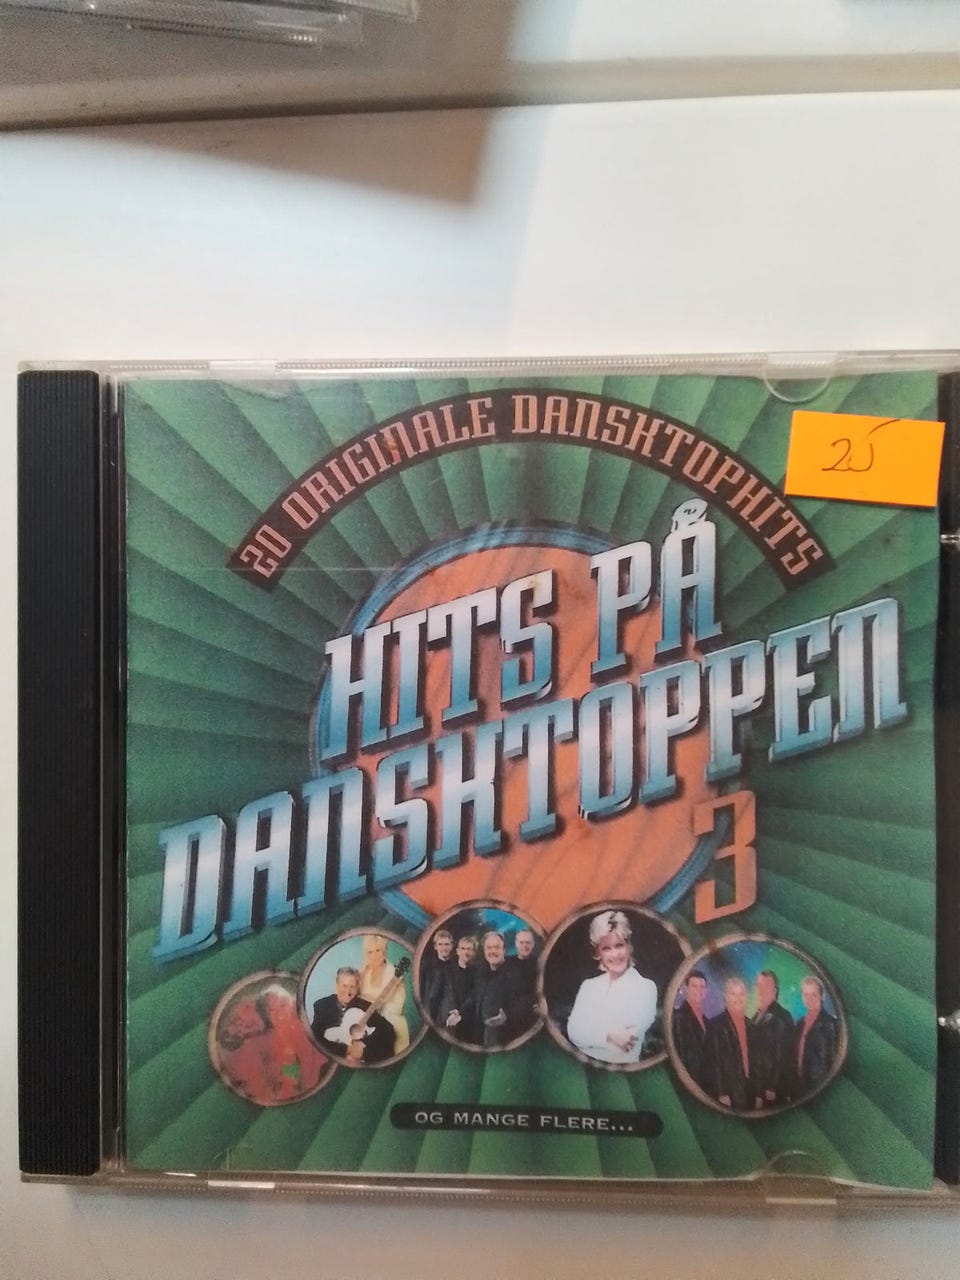 20 ORIGINALE DANSKTOPHITS
25
HITS PÅ
DANSKTOPPEN
3
OG MANGE FLERE...